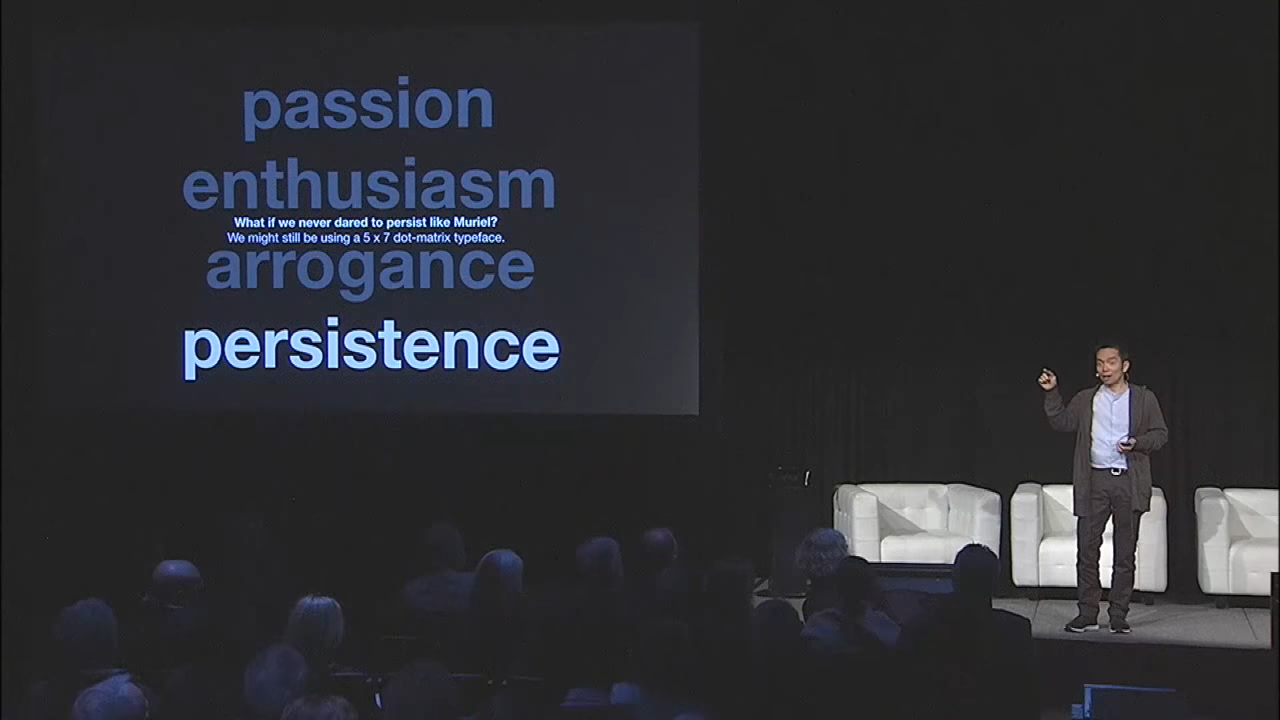 passion
enthusiasm
What if we never dared to persist like Muriel?
We might still be using a 5 x 7 dot-matrix typeface.
arrogance
persistence